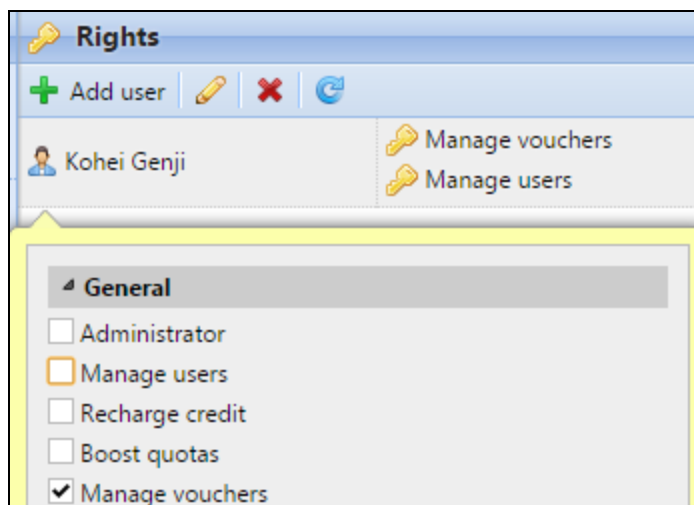 Rights
Add user
Kohei Genji
Manage vouchers
Manage users
General
Administrator
Manage users
Recharge credit
Boost quotas
Manage vouchers